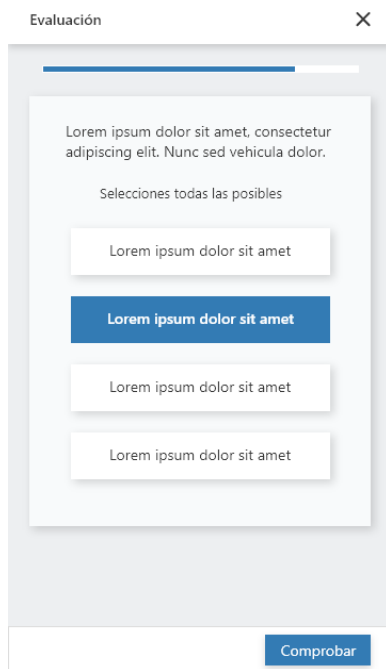 Evaluación
Lorem ipsum dolor sit amet, consectetur
adipiscing elit. Nunc sed vehicula dolor.
Selecciones todas las posibles
Lorem ipsum dolor sit amet
Lorem ipsum dolor sit amet
Lorem ipsum dolor sit amet
Lorem ipsum dolor sit amet
Comprobar